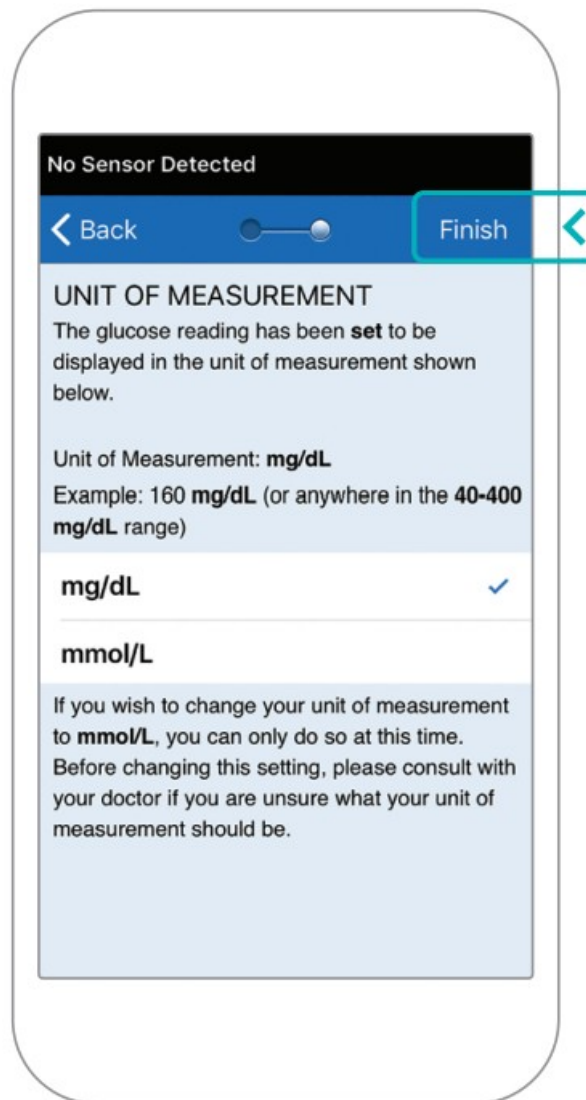 No Sensor Detected
Back
Finish
UNIT OF MEASUREMENT
The glucose reading has been set to be
displayed in the unit of measurement shown
below.
Unit of Measurement: mg/dL
Example: 160 mg/dL (or anywhere in the 40-400
mg/dL range)
mg/dL
mmol/L
If you wish to change your unit of measurement
to mmol/L, you can only do so at this time.
Before changing this setting, please consult with
your doctor if you are unsure what your unit of
measurement should be.